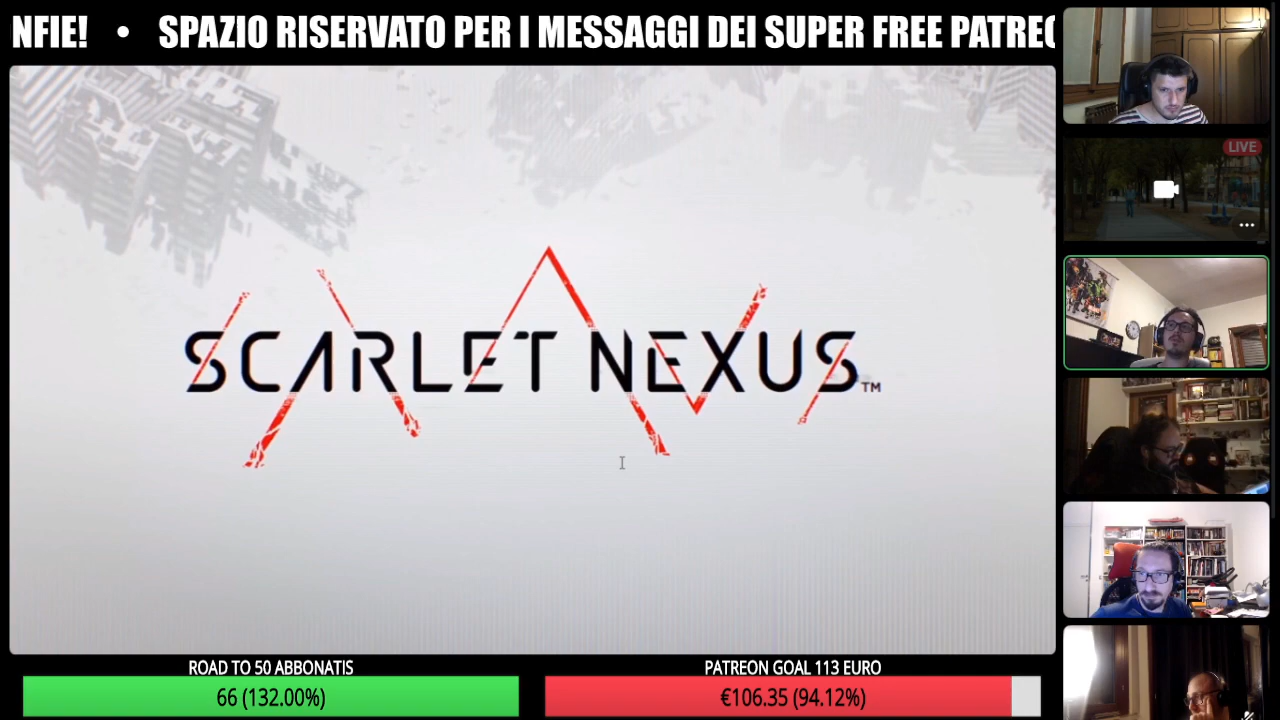 NFIE! • SPAZIO RISERVATO PER I MESSAGGI DEI SUPER FREE PATREO
LIVE
SCARLET NEXUS™
ROAD TO 50 ABBONATIS
PATREON GOAL 113 EURO
66 (132.00%)
€106.35 (94.12%)